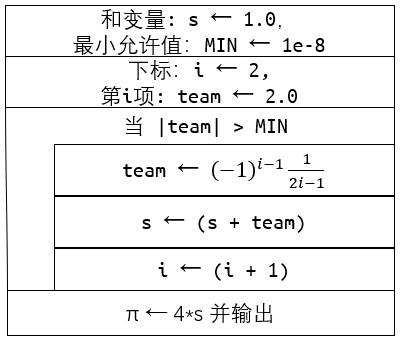 和变量: s ← 1.0,
最小允许值: MIN ← 1e-8
下标: i ← 2,
第i项: team ← 2.0
当 |team| > MIN
team ← (−1)^{i−1} \frac{1}{2i−1}
s ← (s + team)
i ← (i + 1)
π ← 4*s 并输出